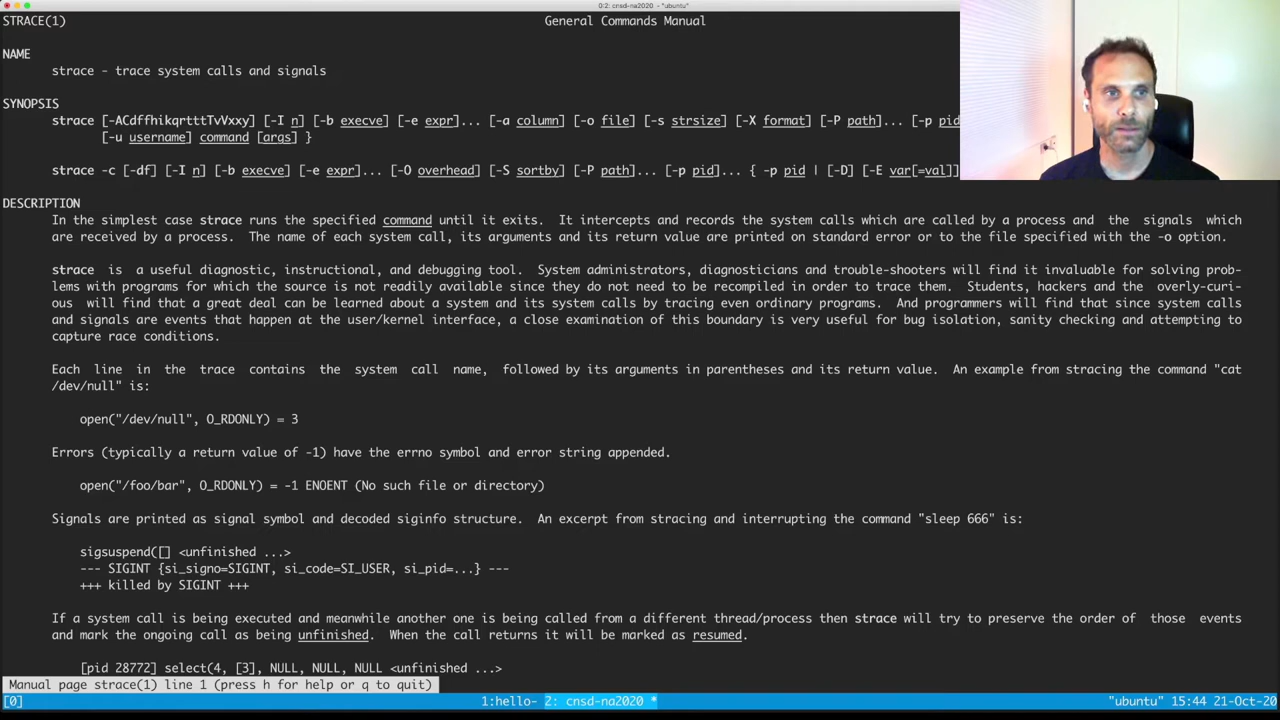 0:2: cnsd-na2020 - "ubuntu"
STRACE(1) General Commands Manual
NAME
strace - trace system calls and signals
SYNOPSIS
strace [-ACdffhikqrtttTvVxxy] [-I n] [-b execve] [-e expr]... [-a column] [-o file] [-s strsize] [-X format] [-P path]... [-p pid
[-u username] command [args] }
strace -c [-df] [-I n] [-b execve] [-e expr]... [-O overhead] [-S sortby] [-P path]... [-p pid]... { -p pid | [-D] [-E var[=val]]
DESCRIPTION
In the simplest case strace runs the specified command until it exits. It intercepts and records the system calls which are called by a process and the signals which
are received by a process. The name of each system call, its arguments and its return value are printed on standard error or to the file specified with the -o option.
strace is a useful diagnostic, instructional, and debugging tool. System administrators, diagnosticians and trouble-shooters will find it invaluable for solving prob-
lems with programs for which the source is not readily available since they do not need to be recompiled in order to trace them. Students, hackers and the overly-curi-
ous will find that a great deal can be learned about a system and its system calls by tracing even ordinary programs. And programmers will find that since system calls
and signals are events that happen at the user/kernel interface, a close examination of this boundary is very useful for bug isolation, sanity checking and attempting to
capture race conditions.
Each line in the trace contains the system call name, followed by its arguments in parentheses and its return value. An example from stracing the command "cat
/dev/null" is:
open("/dev/null", O_RDONLY) = 3
Errors (typically a return value of -1) have the errno symbol and error string appended.
open("/foo/bar", O_RDONLY) = -1 ENOENT (No such file or directory)
Signals are printed as signal symbol and decoded siginfo structure. An excerpt from stracing and interrupting the command "sleep 666" is:
sigsuspend([] <unfinished ...>
--- SIGINT {si_signo=SIGINT, si_code=SI_USER, si_pid=...} ---
+++ killed by SIGINT +++
If a system call is being executed and meanwhile another one is being called from a different thread/process then strace will try to preserve the order of those events
and mark the ongoing call as being unfinished. When the call returns it will be marked as resumed.
[pid 28772] select(4, [3], NULL, NULL, NULL <unfinished ...>
Manual page strace(1) line 1 (press h for help or q to quit)
[0] 1:hello- 2: cnsd-na2020 * "ubuntu" 15:44 21-Oct-20